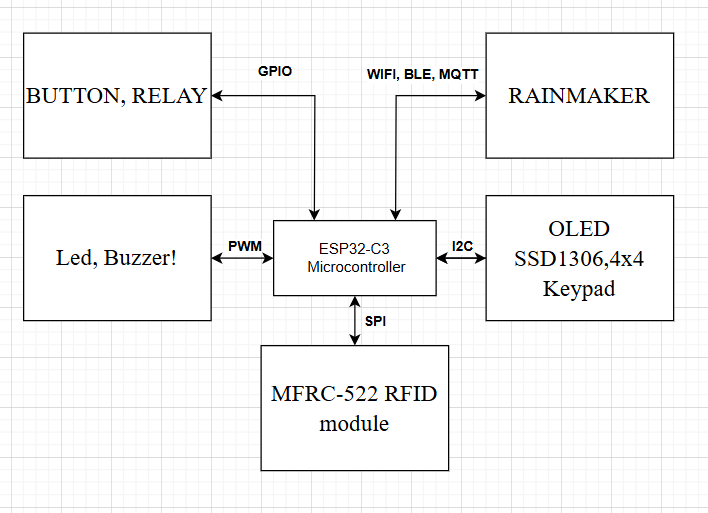 GPIO
WIFI, BLE, MQTT
BUTTON, RELAY
RAINMAKER
Led, Buzzer!
PWM
ESP32-C3
Microcontroller
I2C
OLED
SSD1306,4x4
Keypad
SPI
MFRC-522 RFID
module